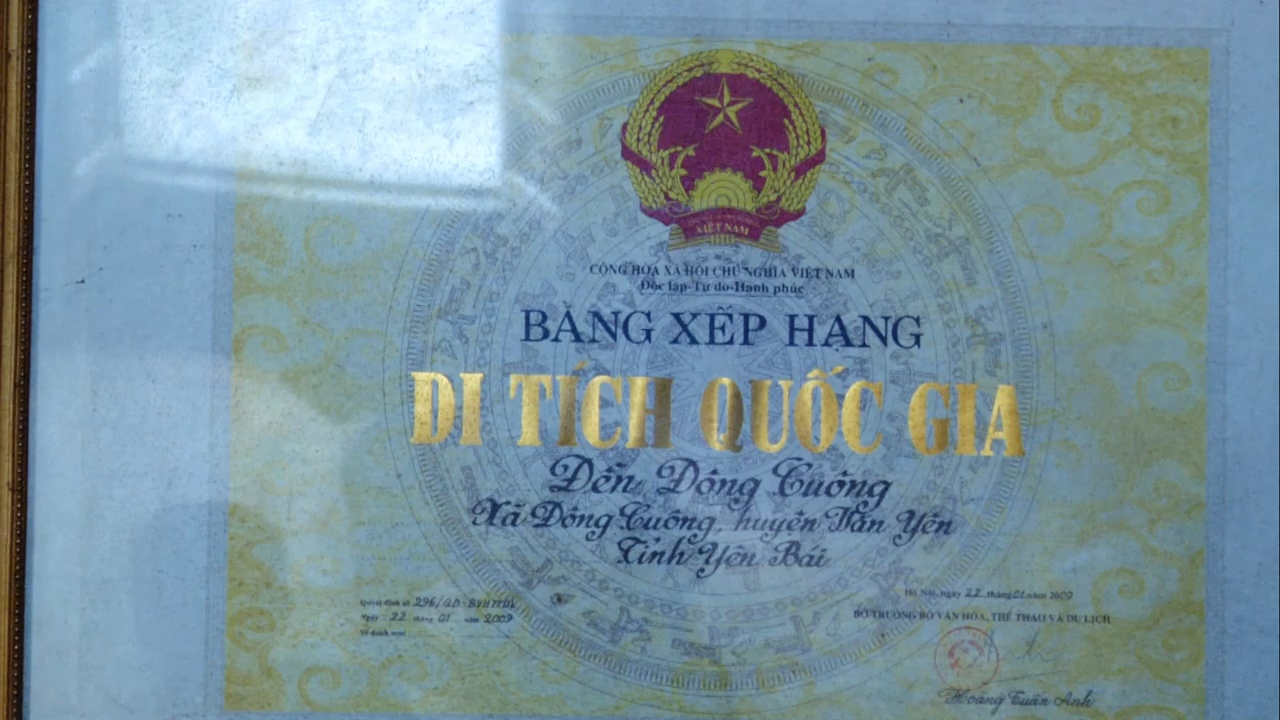 VIỆT NAM
CỘNG HÒA XÃ HỘI CHỦ NGHĨA VIỆT NAM
Độc lập-Tự do-Hạnh phúc
BẰNG XẾP HẠNG
DI TÍCH QUỐC GIA
Đền Đông Cuông
Xã Đông Cuông, huyện Văn Yên
Tỉnh Yên Bái
Quyết định số 296/QĐ-BVHTTDL
Ngày : 22 tháng 01 năm 2009
Số danh mục
Hà Nội, ngày 22 tháng 01 năm 2009
BỘ TRƯỞNG BỘ VĂN HÓA, THỂ THAO VÀ DU LỊCH
Hoàng Tuấn Anh